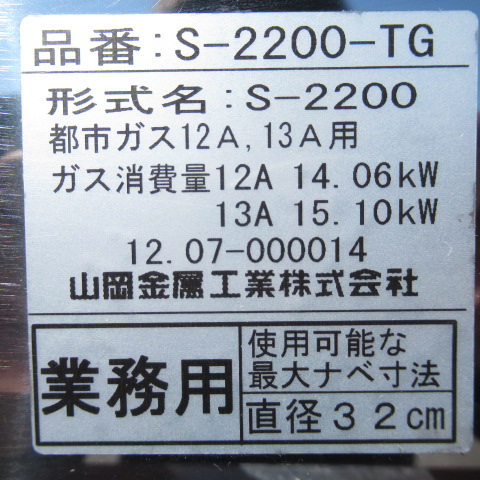 品番:S-2200-TG
形式名:S-2200
都市ガス12A,13A用
ガス消費量12A 14.06kW
13A 15.10kW
12.07-000014
山岡金属工業株式会社
業務用
使用可能な
最大ナベ寸法
直径32cm